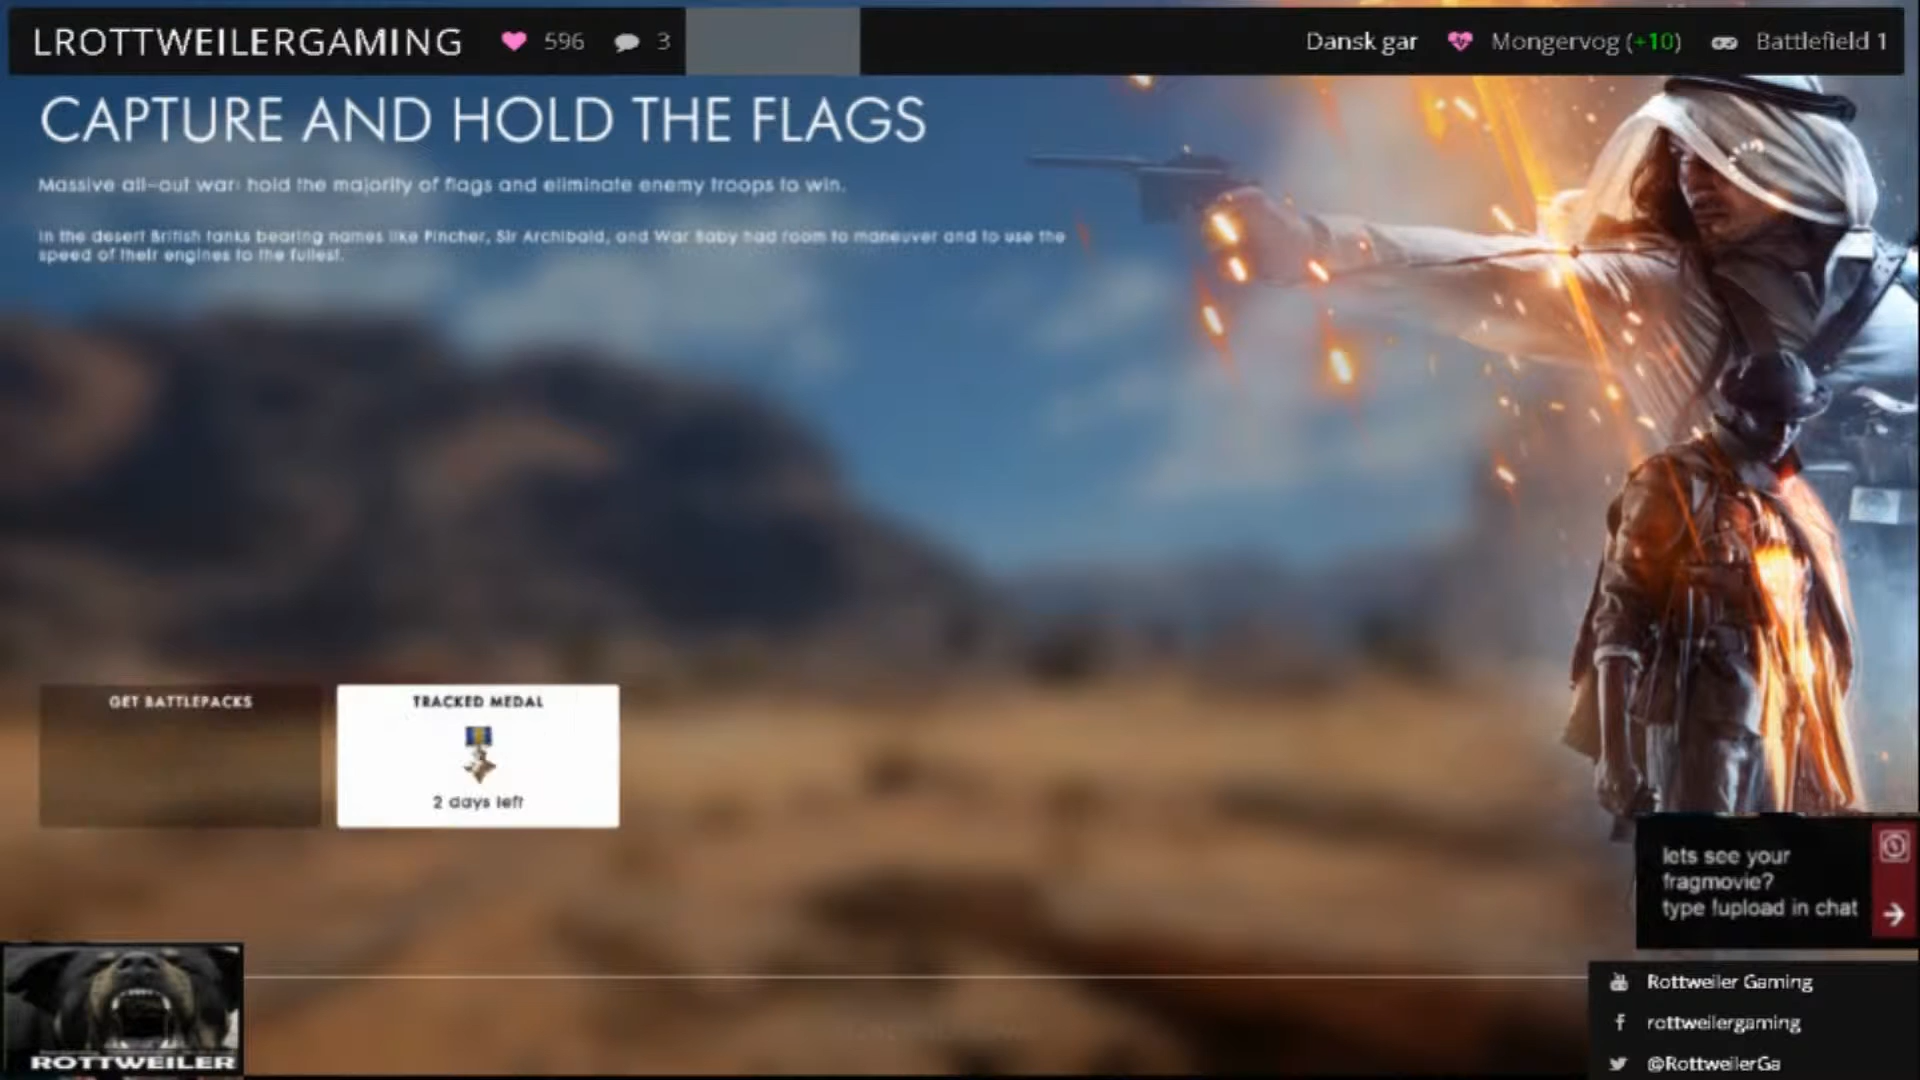 LROTTWEILERGAMING 596 3 Dansk gar Mongervog (+10) Battlefield 1
CAPTURE AND HOLD THE FLAGS
Massive all-out war: hold the majority of flags and eliminate enemy troops to win.
In the desert British tanks bearing names like Pincher, Sir Archibald, and War Baby had room to maneuver and to use the
speed of their engines to the fullest.
GET BATTLEPACKS
TRACKED MEDAL
2 days left
lets see your
fragmovie?
type !upload in chat
ROTTWEILER
Rottweiler Gaming
rottweilergaming
@RottweilerGa